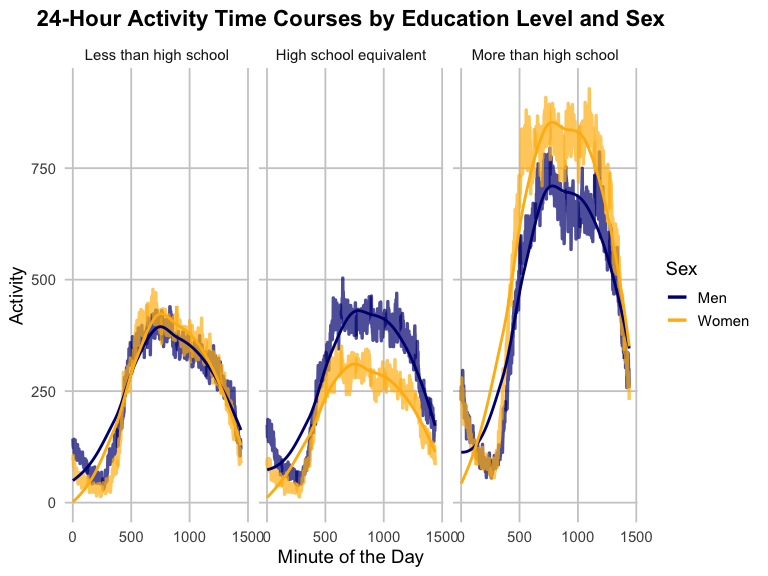 24-Hour Activity Time Courses by Education Level and Sex
Less than high school High school equivalent More than high school
Activity
750
500
250
0
0 500 1000 1500 0 500 1000 1500 0 500 1000 1500
Minute of the Day
Sex
Men
Women